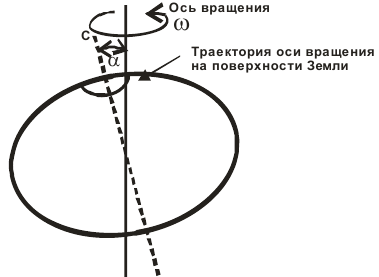 Ось вращения
ω
С
α
Траектория оси вращения
на поверхности Земли